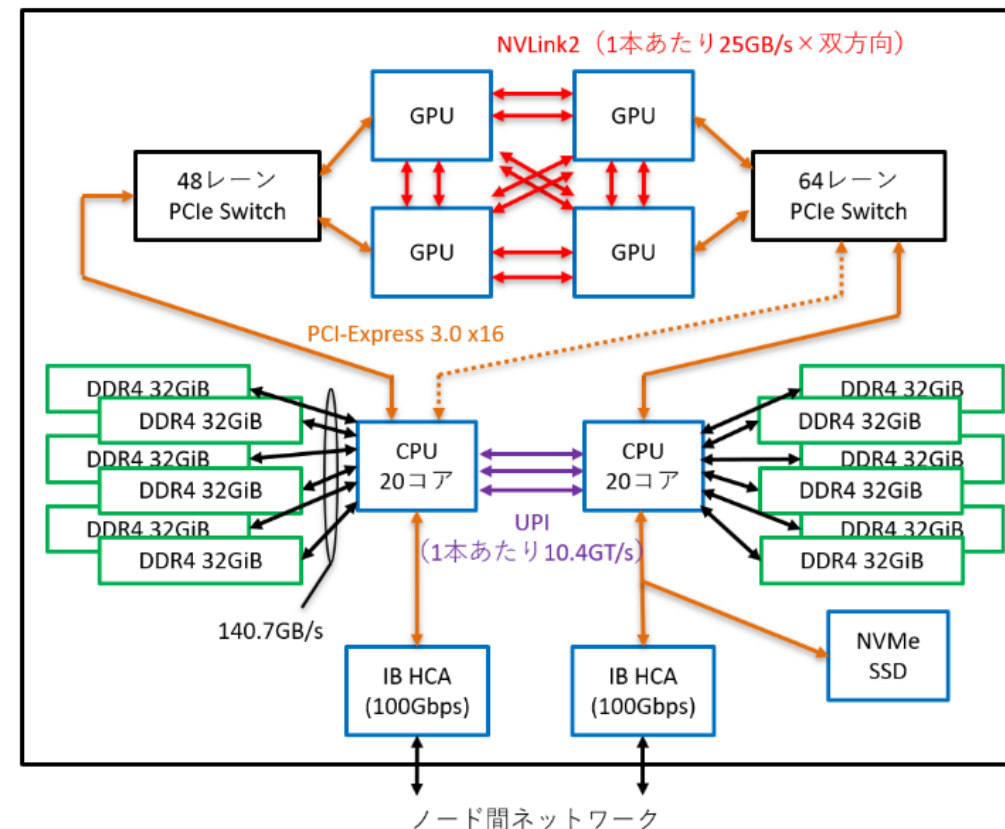 NVLink2（1本あたり25GB/s×双方向）
GPU
GPU
48レーン
PCIe Switch
64レーン
PCIe Switch
GPU
GPU
PCI-Express 3.0 x16
DDR4 32GiB
DDR4 32GiB
DDR4 32GiB
DDR4 32GiB
DDR4 32GiB
DDR4 32GiB
CPU
20コア
CPU
20コア
DDR4 32GiB
DDR4 32GiB
DDR4 32GiB
DDR4 32GiB
DDR4 32GiB
DDR4 32GiB
UPI
（1本あたり10.4GT/s）
140.7GB/s
IB HCA
(100Gbps)
IB HCA
(100Gbps)
NVMe
SSD
ノード間ネットワーク